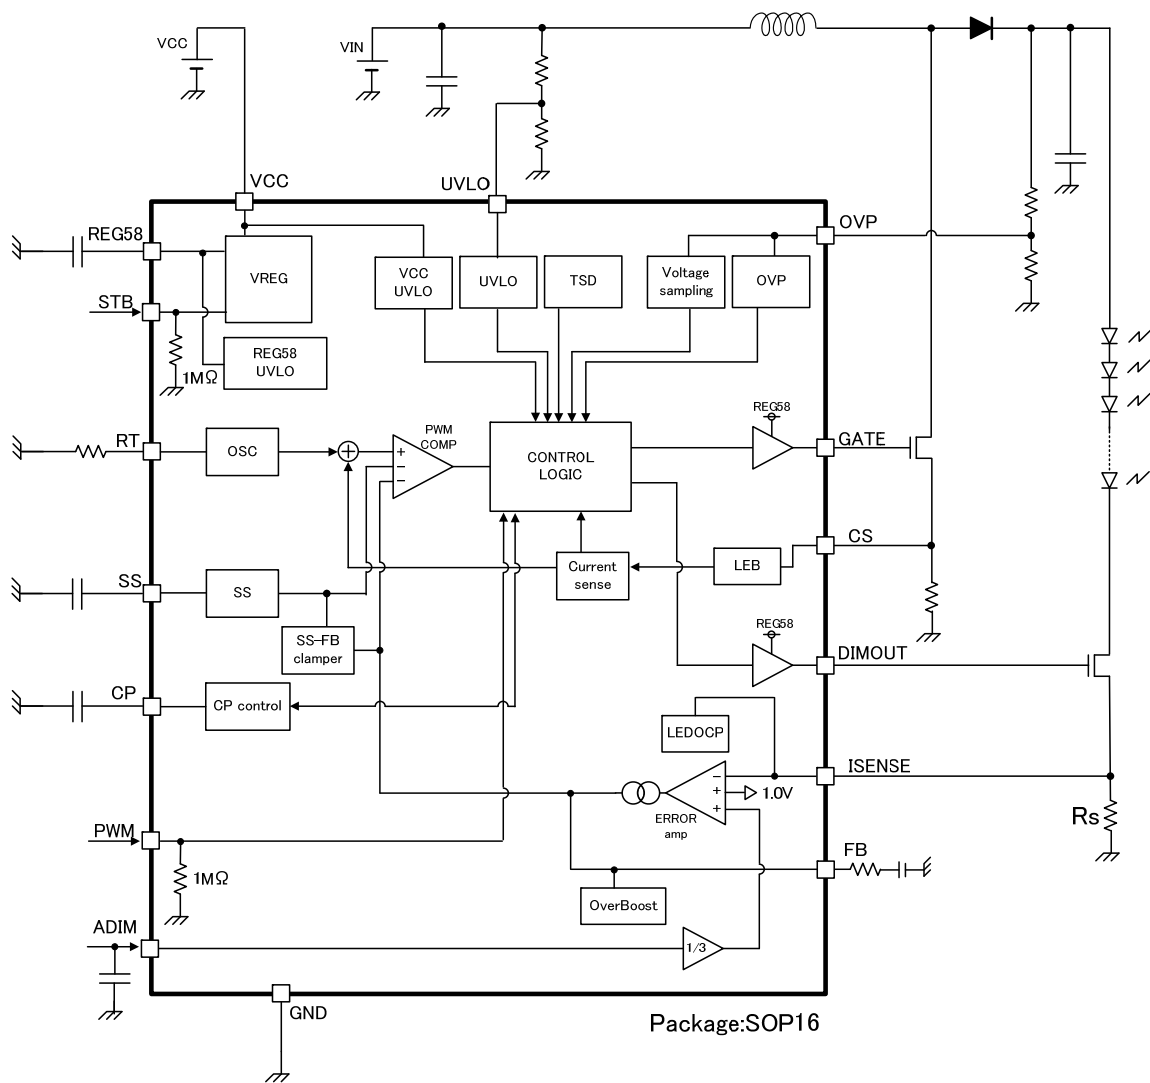 VCC
VIN
VCC
UVLO
REG58
OVP
VREG
VCC
UVLO
UVLO
TSD
Voltage
sampling
OVP
STB
REG58
UVLO
1MΩ
REG58
RT
OSC
PWM
COMP
CONTROL
LOGIC
GATE
CS
LEB
Current
sense
SS
SS
SS-FB
clamper
REG58
DIMOUT
CP
CP control
LEDOCP
ISENSE
1.0V
ERROR
amp
Rs
PWM
FB
1MΩ
OverBoost
ADIM
1/3
GND
Package:SOP16